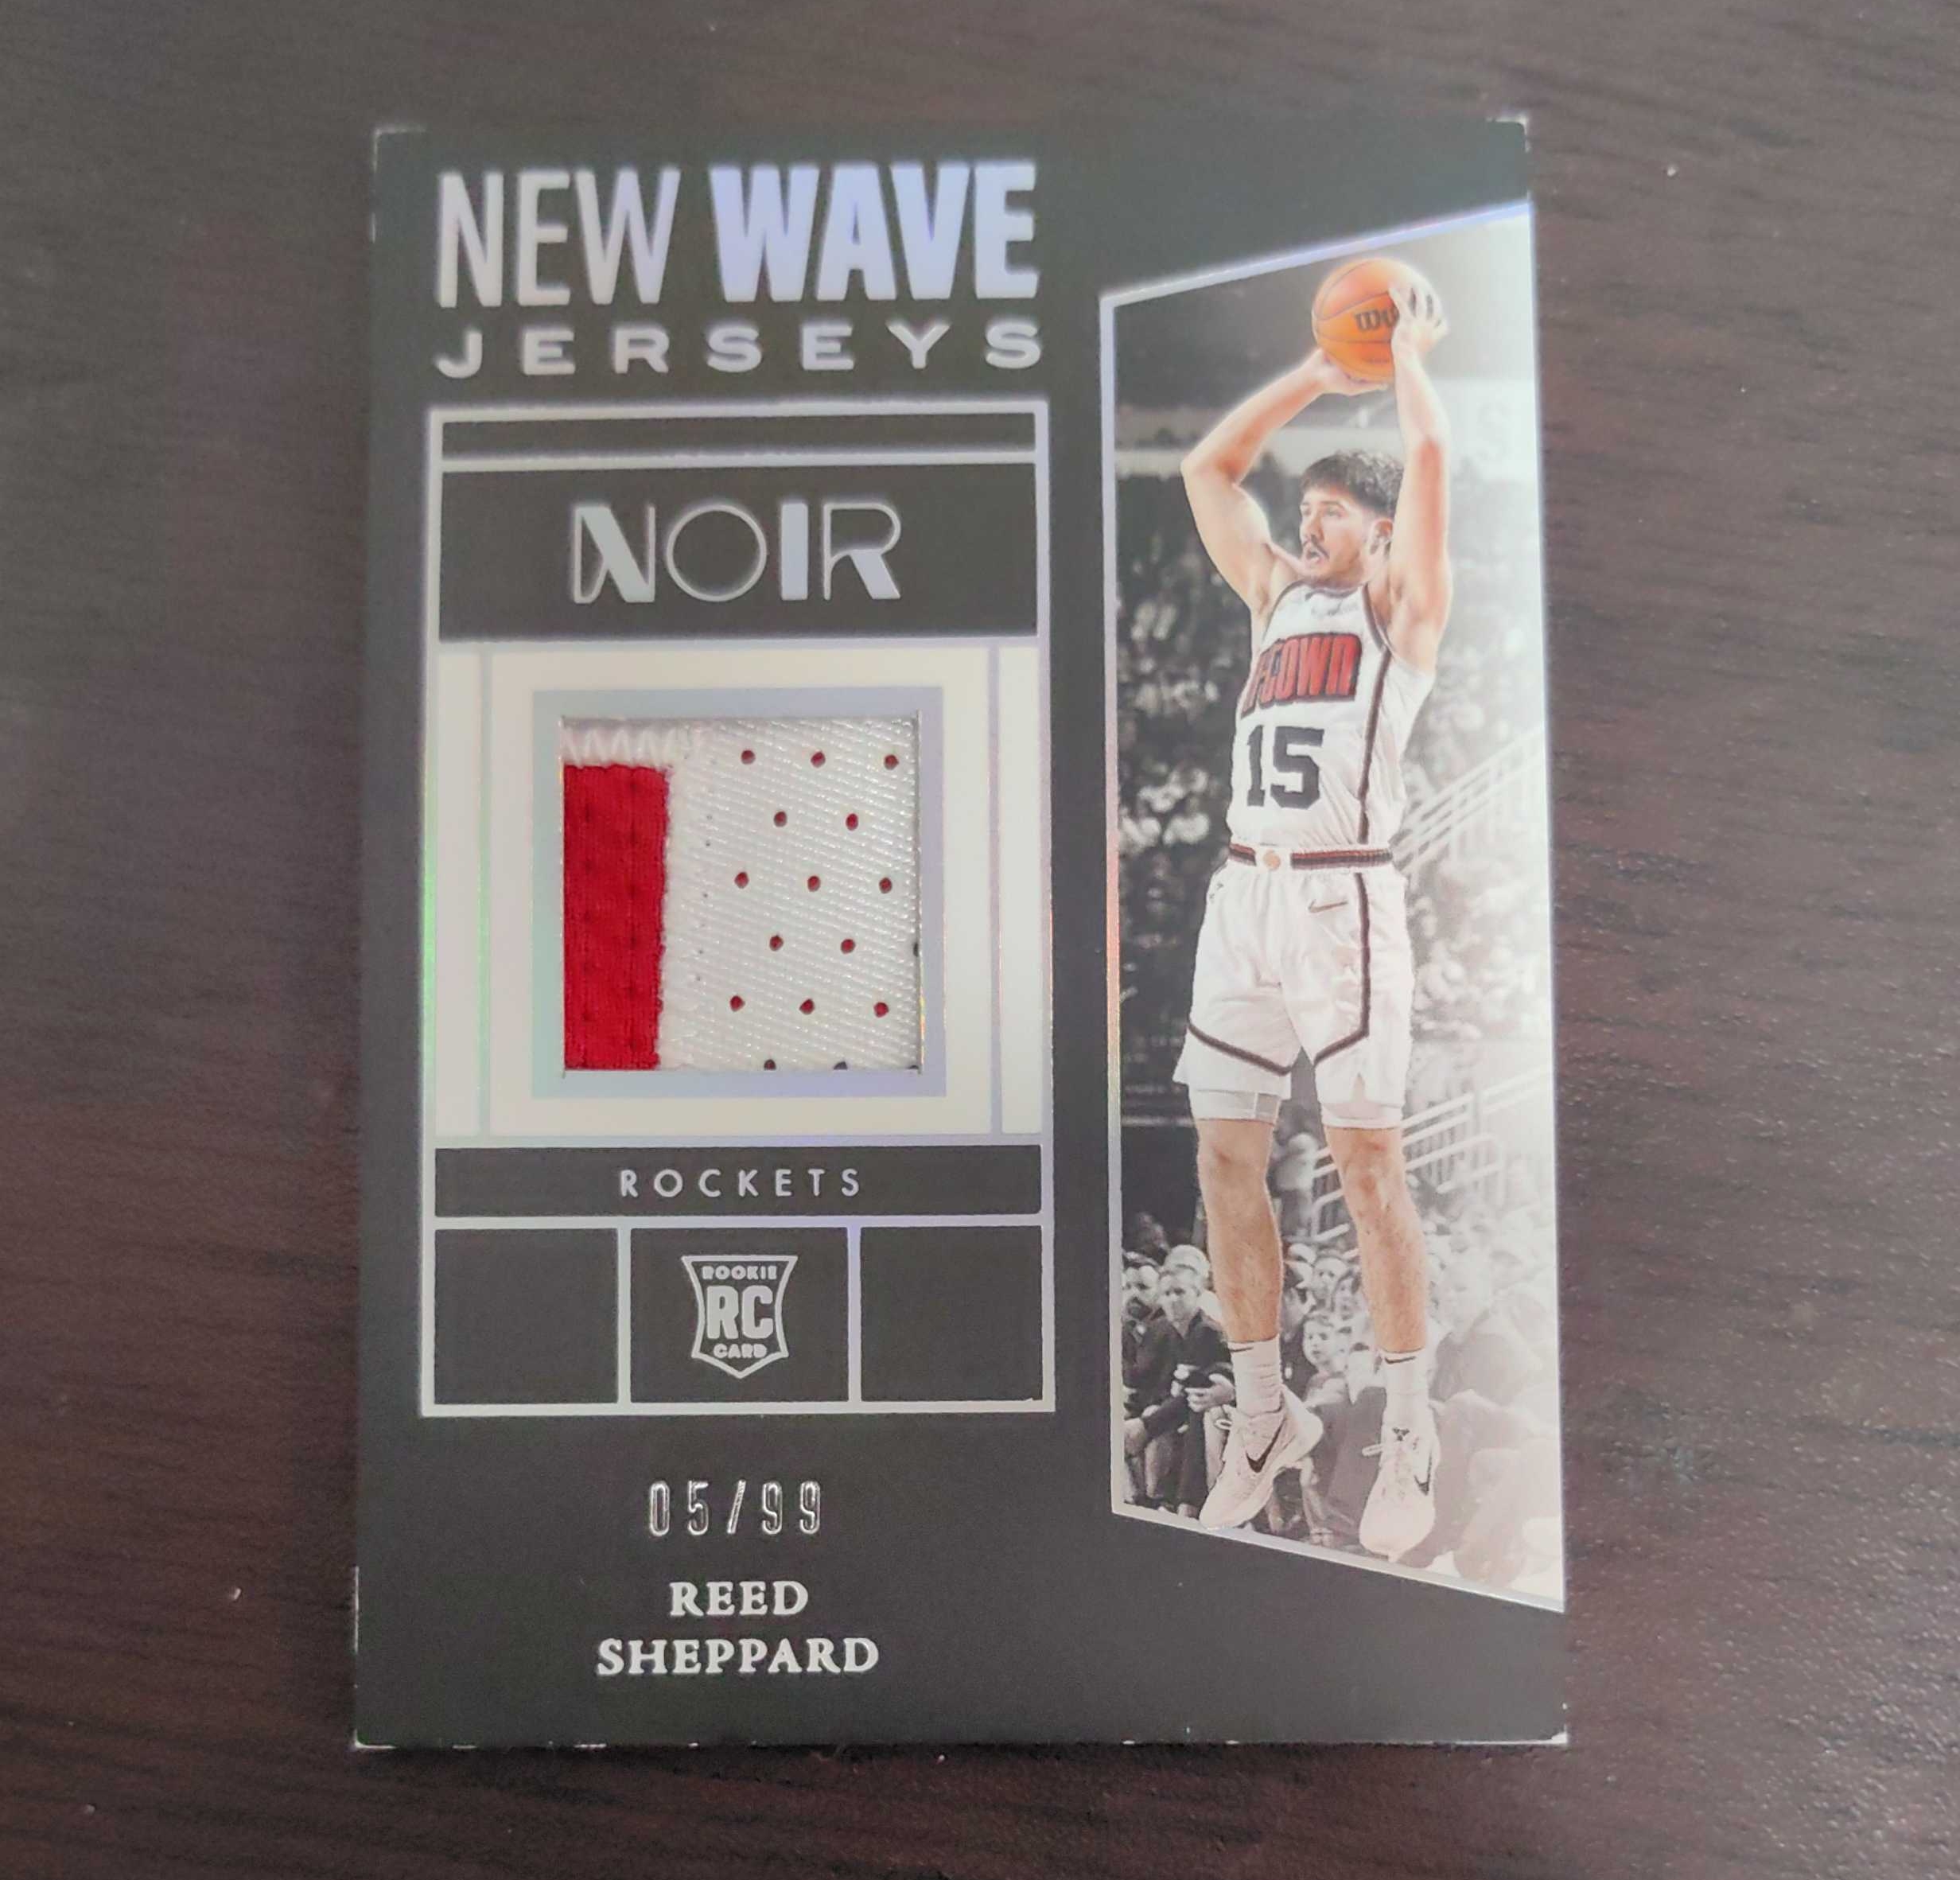 NEW WAVE
JERSEYS
NOIR
ROCKETS
ROOKIE
RC
CARD
05/99
REED
SHEPPARD
15